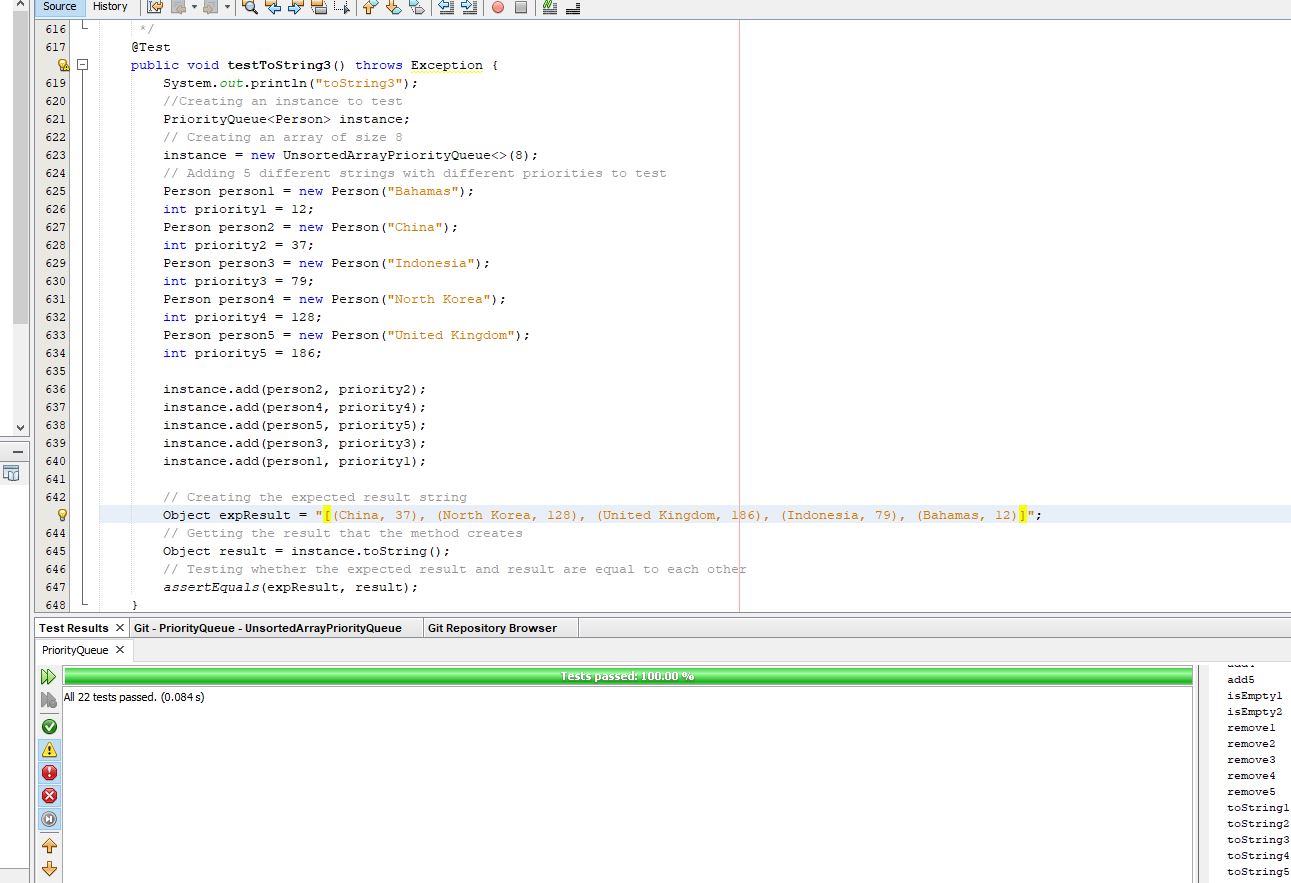 Source History
616 */
617 @Test
public void testToString3() throws Exception {
619 System.out.println("toString3");
620 //Creating an instance to test
621 PriorityQueue<Person> instance;
622 // Creating an array of size 8
623 instance = new UnsortedArrayPriorityQueue<>(8);
624 // Adding 5 different strings with different priorities to test
625 Person person1 = new Person("Bahamas");
626 int priority1 = 12;
627 Person person2 = new Person("China");
628 int priority2 = 37;
629 Person person3 = new Person("Indonesia");
630 int priority3 = 79;
631 Person person4 = new Person("North Korea");
632 int priority4 = 128;
633 Person person5 = new Person("United Kingdom");
634 int priority5 = 186;
635
636 instance.add(person2, priority2);
637 instance.add(person4, priority4);
638 instance.add(person5, priority5);
639 instance.add(person3, priority3);
640 instance.add(person1, priority1);
641
642 // Creating the expected result string
Object expResult = "[(China, 37), (North Korea, 128), (United Kingdom, 186), (Indonesia, 79), (Bahamas, 12)]";
644 // Getting the result that the method creates
645 Object result = instance.toString();
646 // Testing whether the expected result and result are equal to each other
647 assertEquals(expResult, result);
648 }
Test Results Git - PriorityQueue - UnsortedArrayPriorityQueue Git Repository Browser
PriorityQueue
Tests passed: 100.00 %
All 22 tests passed. (0.084 s)
add5
isEmpty1
isEmpty2
remove1
remove2
remove3
remove4
remove5
toString1
toString2
toString3
toString4
toString5